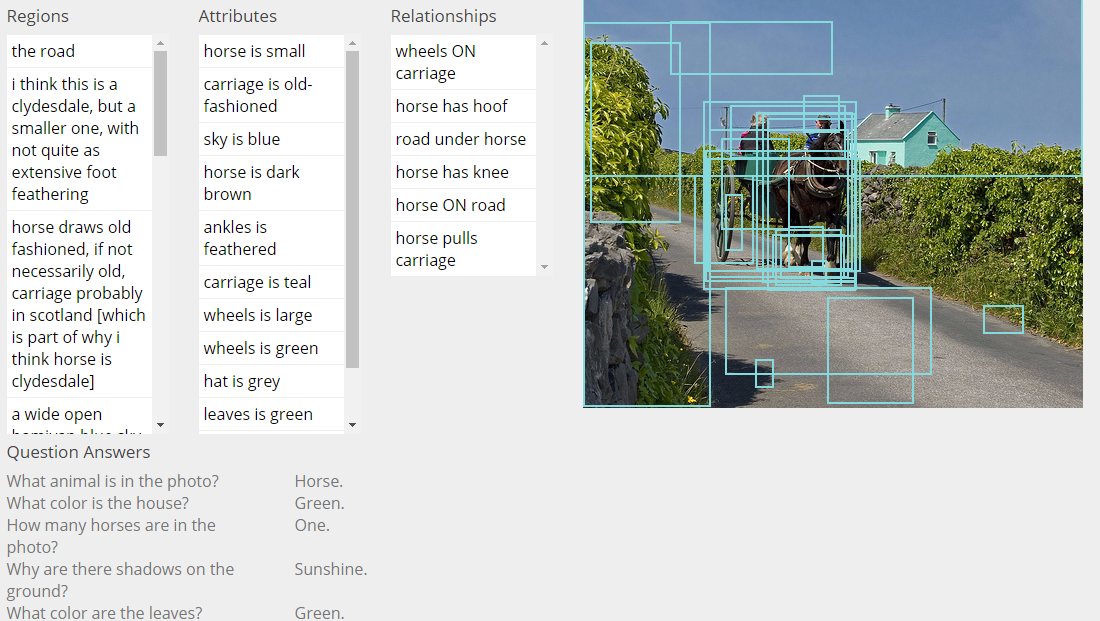 Regions
the road
i think this is a
clydesdale, but a
smaller one, with
not quite as
extensive foot
feathering
horse draws old
fashioned, if not
necessarily old,
carriage probably
in scotland [which
is part of why i
think horse is
clydesdale]
a wide open
Attributes
horse is small
carriage is old-
fashioned
sky is blue
horse is dark
brown
ankles is
feathered
carriage is teal
wheels is large
wheels is green
hat is grey
leaves is green
Relationships
wheels ON
carriage
horse has hoof
road under horse
horse has knee
horse ON road
horse pulls
carriage
Question Answers
What animal is in the photo? Horse.
What color is the house? Green.
How many horses are in the One.
photo?
Why are there shadows on the Sunshine.
ground?
What color are the leaves? Green.